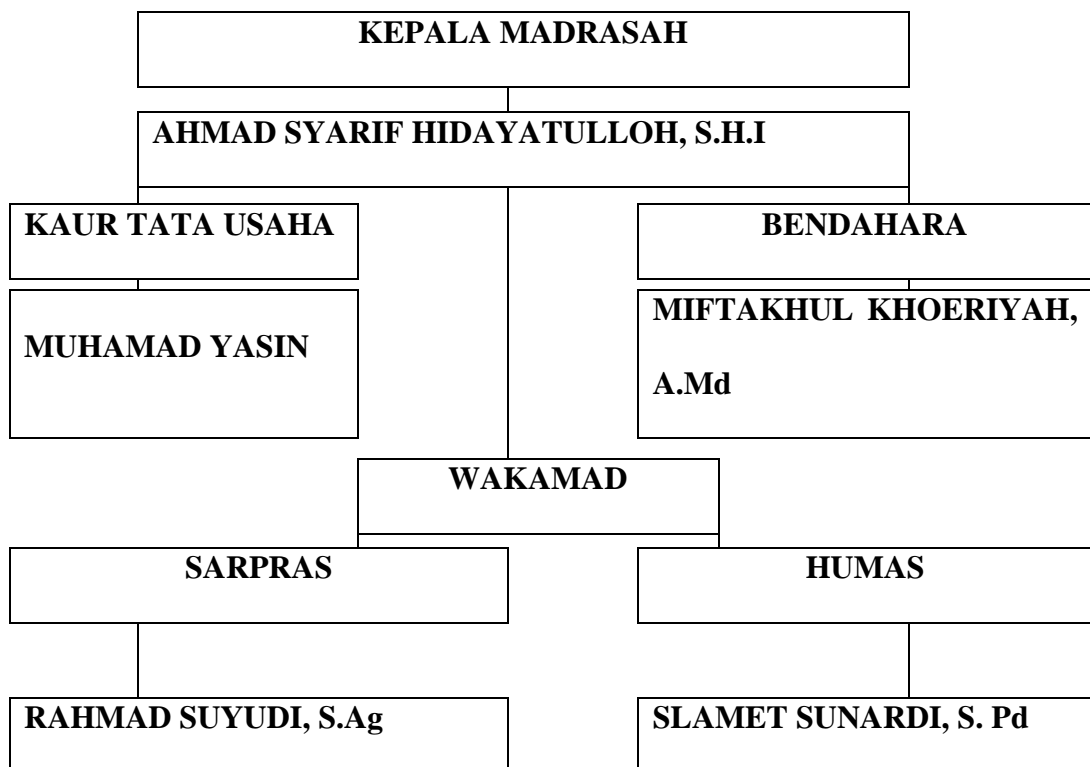 KEPALA MADRASAH
AHMAD SYARIF HIDAYATULLOH, S.H.I
KAUR TATA USAHA
BENDAHARA
MUHAMAD YASIN
MIFTAKHUL KHOERIYAH,
A.Md
WAKAMAD
SARPRAS
HUMAS
RAHMAD SUYUDI, S.Ag
SLAMET SUNARDI, S. Pd